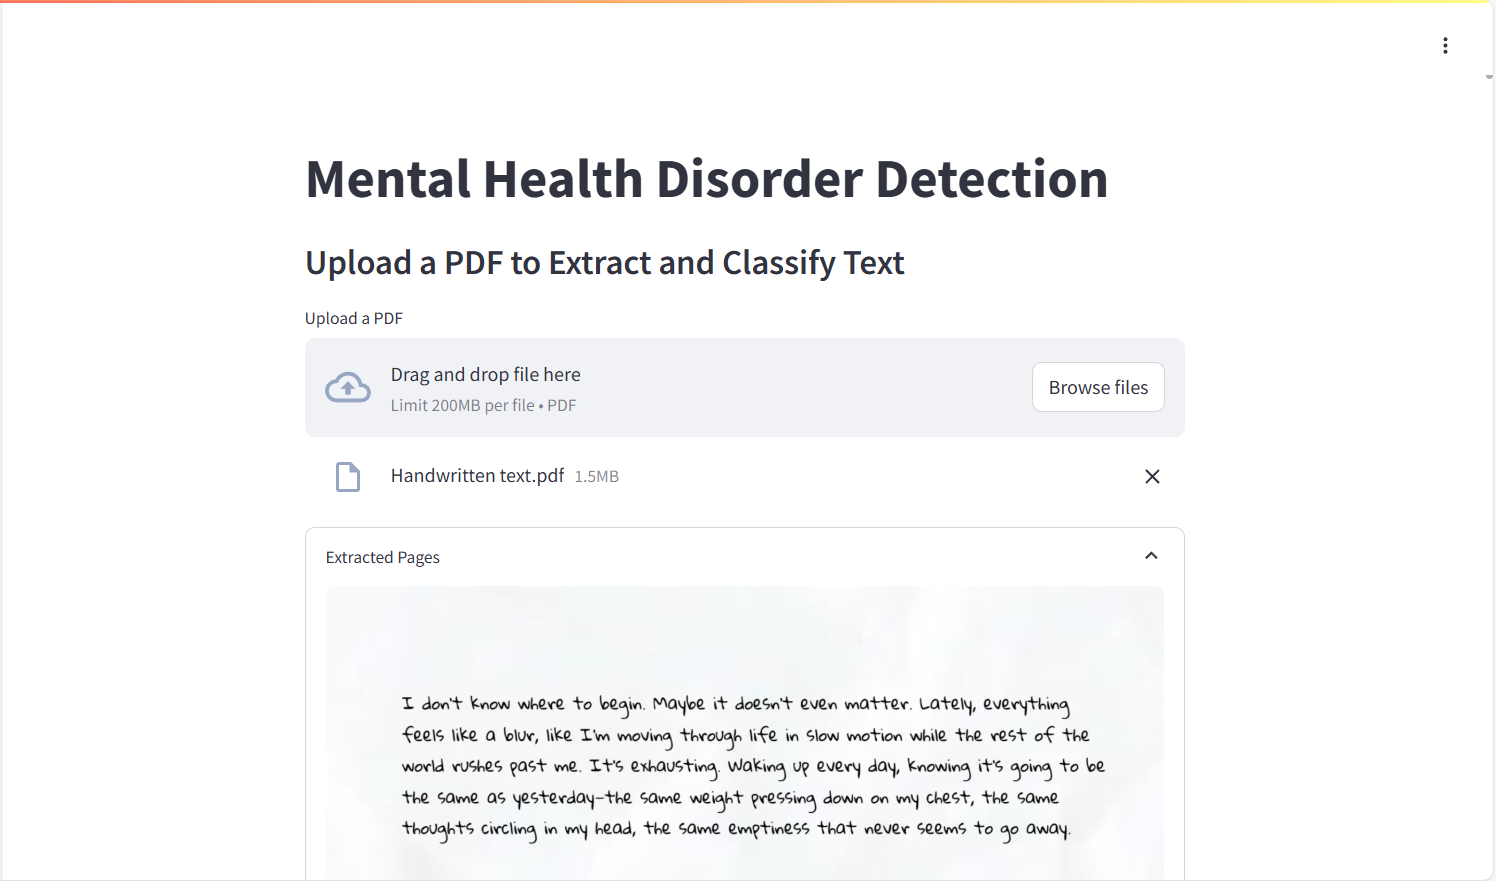 Mental Health Disorder Detection
Upload a PDF to Extract and Classify Text
Upload a PDF
Drag and drop file here
Limit 200MB per file • PDF
Browse files
Handwritten text.pdf 1.5MB
Extracted Pages
I don't know where to begin. Maybe it doesn't even matter. Lately, everything
feels like a blur, like I'm moving through life in slow motion while the rest of the
world rushes past me. It's exhausting. Waking up every day, knowing it's going to be
the same as yesterday—the same weight pressing down on my chest, the same
thoughts circling in my head, the same emptiness that never seems to go away.